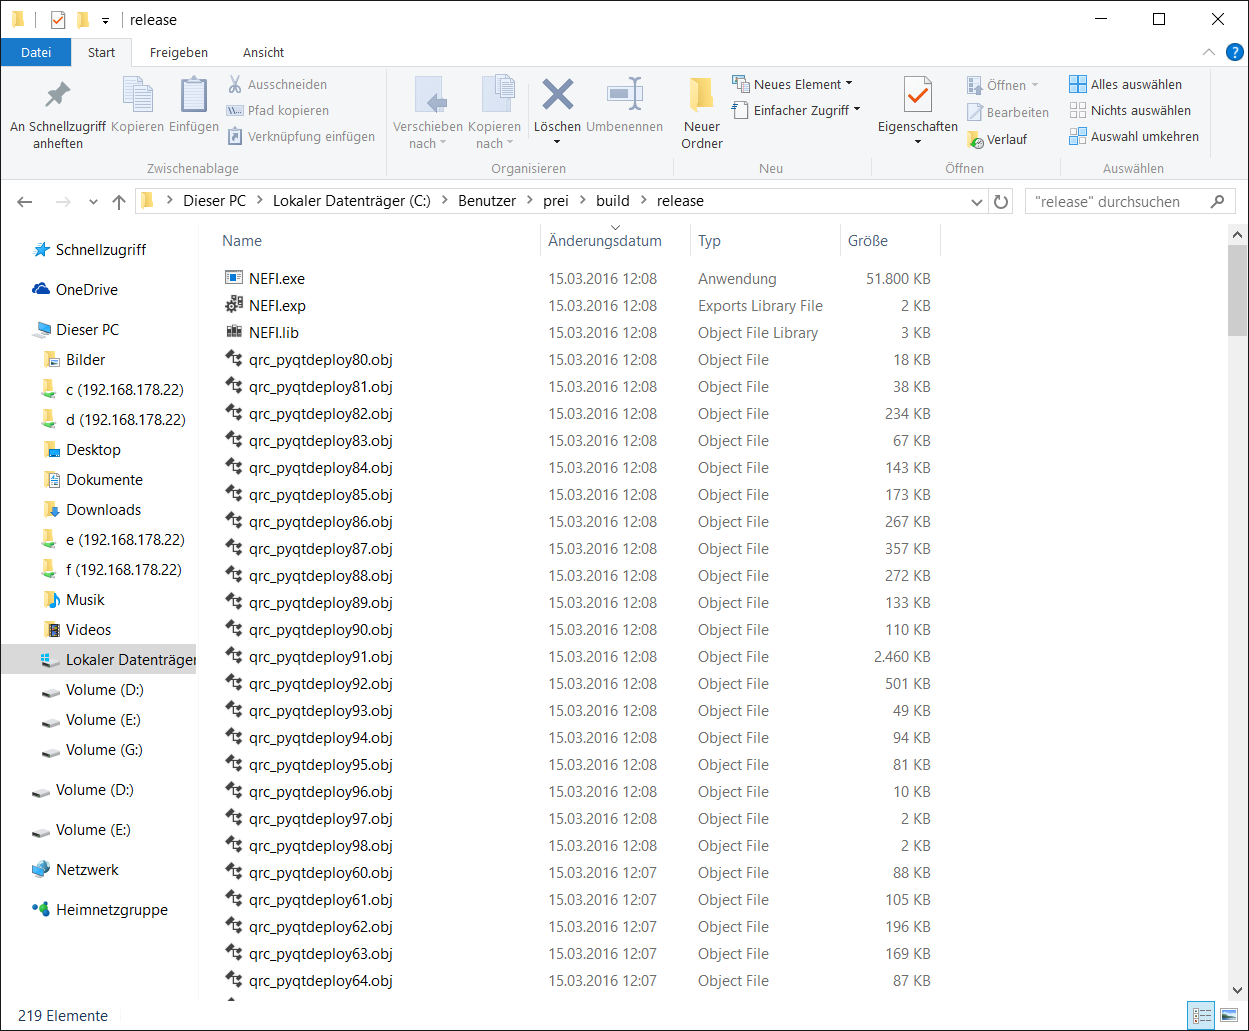 release
Datei Start Freigeben Ansicht ?
An Schnellzugriff anheften
Kopieren Einfügen
Ausschneiden
Pfad kopieren
Verknüpfung einfügen
Zwischenablage
Verschieben nach
Kopieren nach
Löschen
Umbenennen
Organisieren
Neuer Ordner
Neues Element
Einfacher Zugriff
Neu
Eigenschaften
Öffnen
Bearbeiten
Verlauf
Öffnen
Alles auswählen
Nichts auswählen
Auswahl umkehren
Auswählen
Dieser PC Lokaler Datenträger (C:) Benutzer prei build release
"release" durchsuchen
Schnellzugriff
OneDrive
Dieser PC
Bilder
c (192.168.178.22)
d (192.168.178.22)
Desktop
Dokumente
Downloads
e (192.168.178.22)
f (192.168.178.22)
Musik
Videos
Lokaler Datenträger
Volume (D:)
Volume (E:)
Volume (G:)
Volume (D:)
Volume (E:)
Netzwerk
Heimnetzgruppe
Name Änderungsdatum Typ Größe
NEFI.exe 15.03.2016 12:08 Anwendung 51.800 KB
NEFI.exp 15.03.2016 12:08 Exports Library File 2 KB
NEFI.lib 15.03.2016 12:08 Object File Library 3 KB
qrc_pyqtdeploy80.obj 15.03.2016 12:08 Object File 18 KB
qrc_pyqtdeploy81.obj 15.03.2016 12:08 Object File 38 KB
qrc_pyqtdeploy82.obj 15.03.2016 12:08 Object File 234 KB
qrc_pyqtdeploy83.obj 15.03.2016 12:08 Object File 67 KB
qrc_pyqtdeploy84.obj 15.03.2016 12:08 Object File 143 KB
qrc_pyqtdeploy85.obj 15.03.2016 12:08 Object File 173 KB
qrc_pyqtdeploy86.obj 15.03.2016 12:08 Object File 267 KB
qrc_pyqtdeploy87.obj 15.03.2016 12:08 Object File 357 KB
qrc_pyqtdeploy88.obj 15.03.2016 12:08 Object File 272 KB
qrc_pyqtdeploy89.obj 15.03.2016 12:08 Object File 133 KB
qrc_pyqtdeploy90.obj 15.03.2016 12:08 Object File 110 KB
qrc_pyqtdeploy91.obj 15.03.2016 12:08 Object File 2.460 KB
qrc_pyqtdeploy92.obj 15.03.2016 12:08 Object File 501 KB
qrc_pyqtdeploy93.obj 15.03.2016 12:08 Object File 49 KB
qrc_pyqtdeploy94.obj 15.03.2016 12:08 Object File 94 KB
qrc_pyqtdeploy95.obj 15.03.2016 12:08 Object File 81 KB
qrc_pyqtdeploy96.obj 15.03.2016 12:08 Object File 10 KB
qrc_pyqtdeploy97.obj 15.03.2016 12:08 Object File 2 KB
qrc_pyqtdeploy98.obj 15.03.2016 12:08 Object File 2 KB
qrc_pyqtdeploy60.obj 15.03.2016 12:07 Object File 88 KB
qrc_pyqtdeploy61.obj 15.03.2016 12:07 Object File 105 KB
qrc_pyqtdeploy62.obj 15.03.2016 12:07 Object File 196 KB
qrc_pyqtdeploy63.obj 15.03.2016 12:07 Object File 169 KB
qrc_pyqtdeploy64.obj 15.03.2016 12:07 Object File 87 KB
219 Elemente